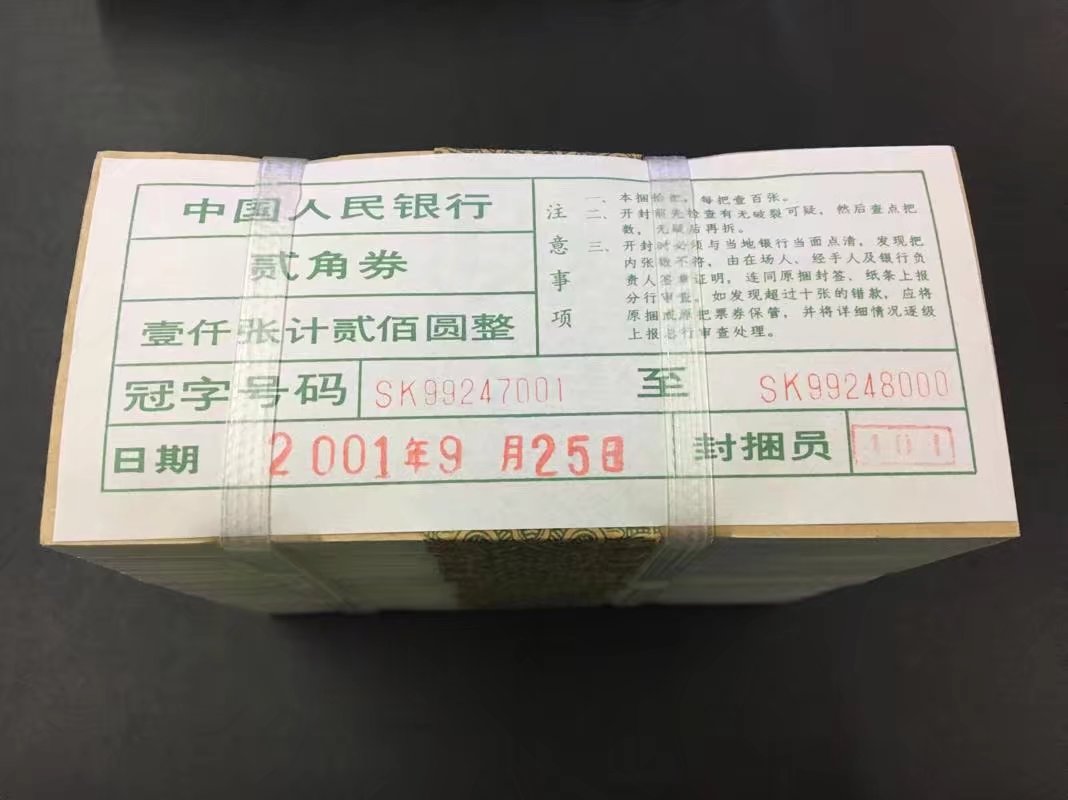 中国人民银行
贰角券
壹仟张计贰佰圆整
注意事项
一、本捆拾把，每把壹百张。
二、开封前先检查有无破裂可疑，然后查点把
数，无疑后再拆。
三、开封时必须与当地银行当面点清，发现把
内张数不符，由在场人、经手人及银行负
责人签章证明，连同原捆封签、纸条上报
分行审查。如发现超过十张的错款，应将
原捆或原把票券保管，并将详细情况逐级
上报总行审查处理。
冠字号码 SK99247001 至 SK99248000
日期 2001年9月25日 封捆员 101